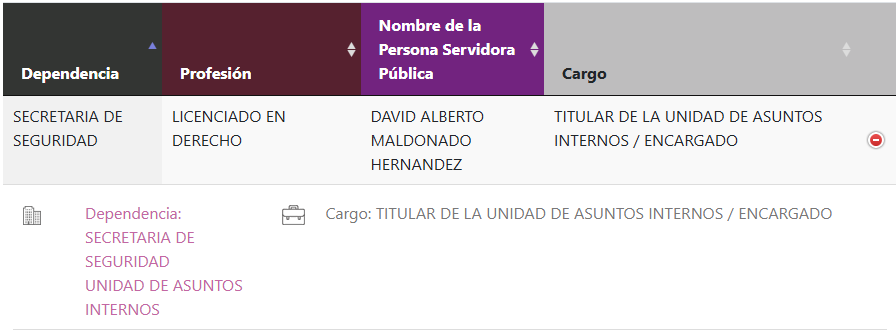 Dependencia
Profesión
Nombre de la
Persona Servidora
Pública
Cargo
SECRETARIA DE
SEGURIDAD
LICENCIADO EN
DERECHO
DAVID ALBERTO
MALDONADO
HERNANDEZ
TITULAR DE LA UNIDAD DE ASUNTOS
INTERNOS / ENCARGADO
Dependencia:
SECRETARIA DE
SEGURIDAD
UNIDAD DE ASUNTOS
INTERNOS
Cargo: TITULAR DE LA UNIDAD DE ASUNTOS INTERNOS / ENCARGADO